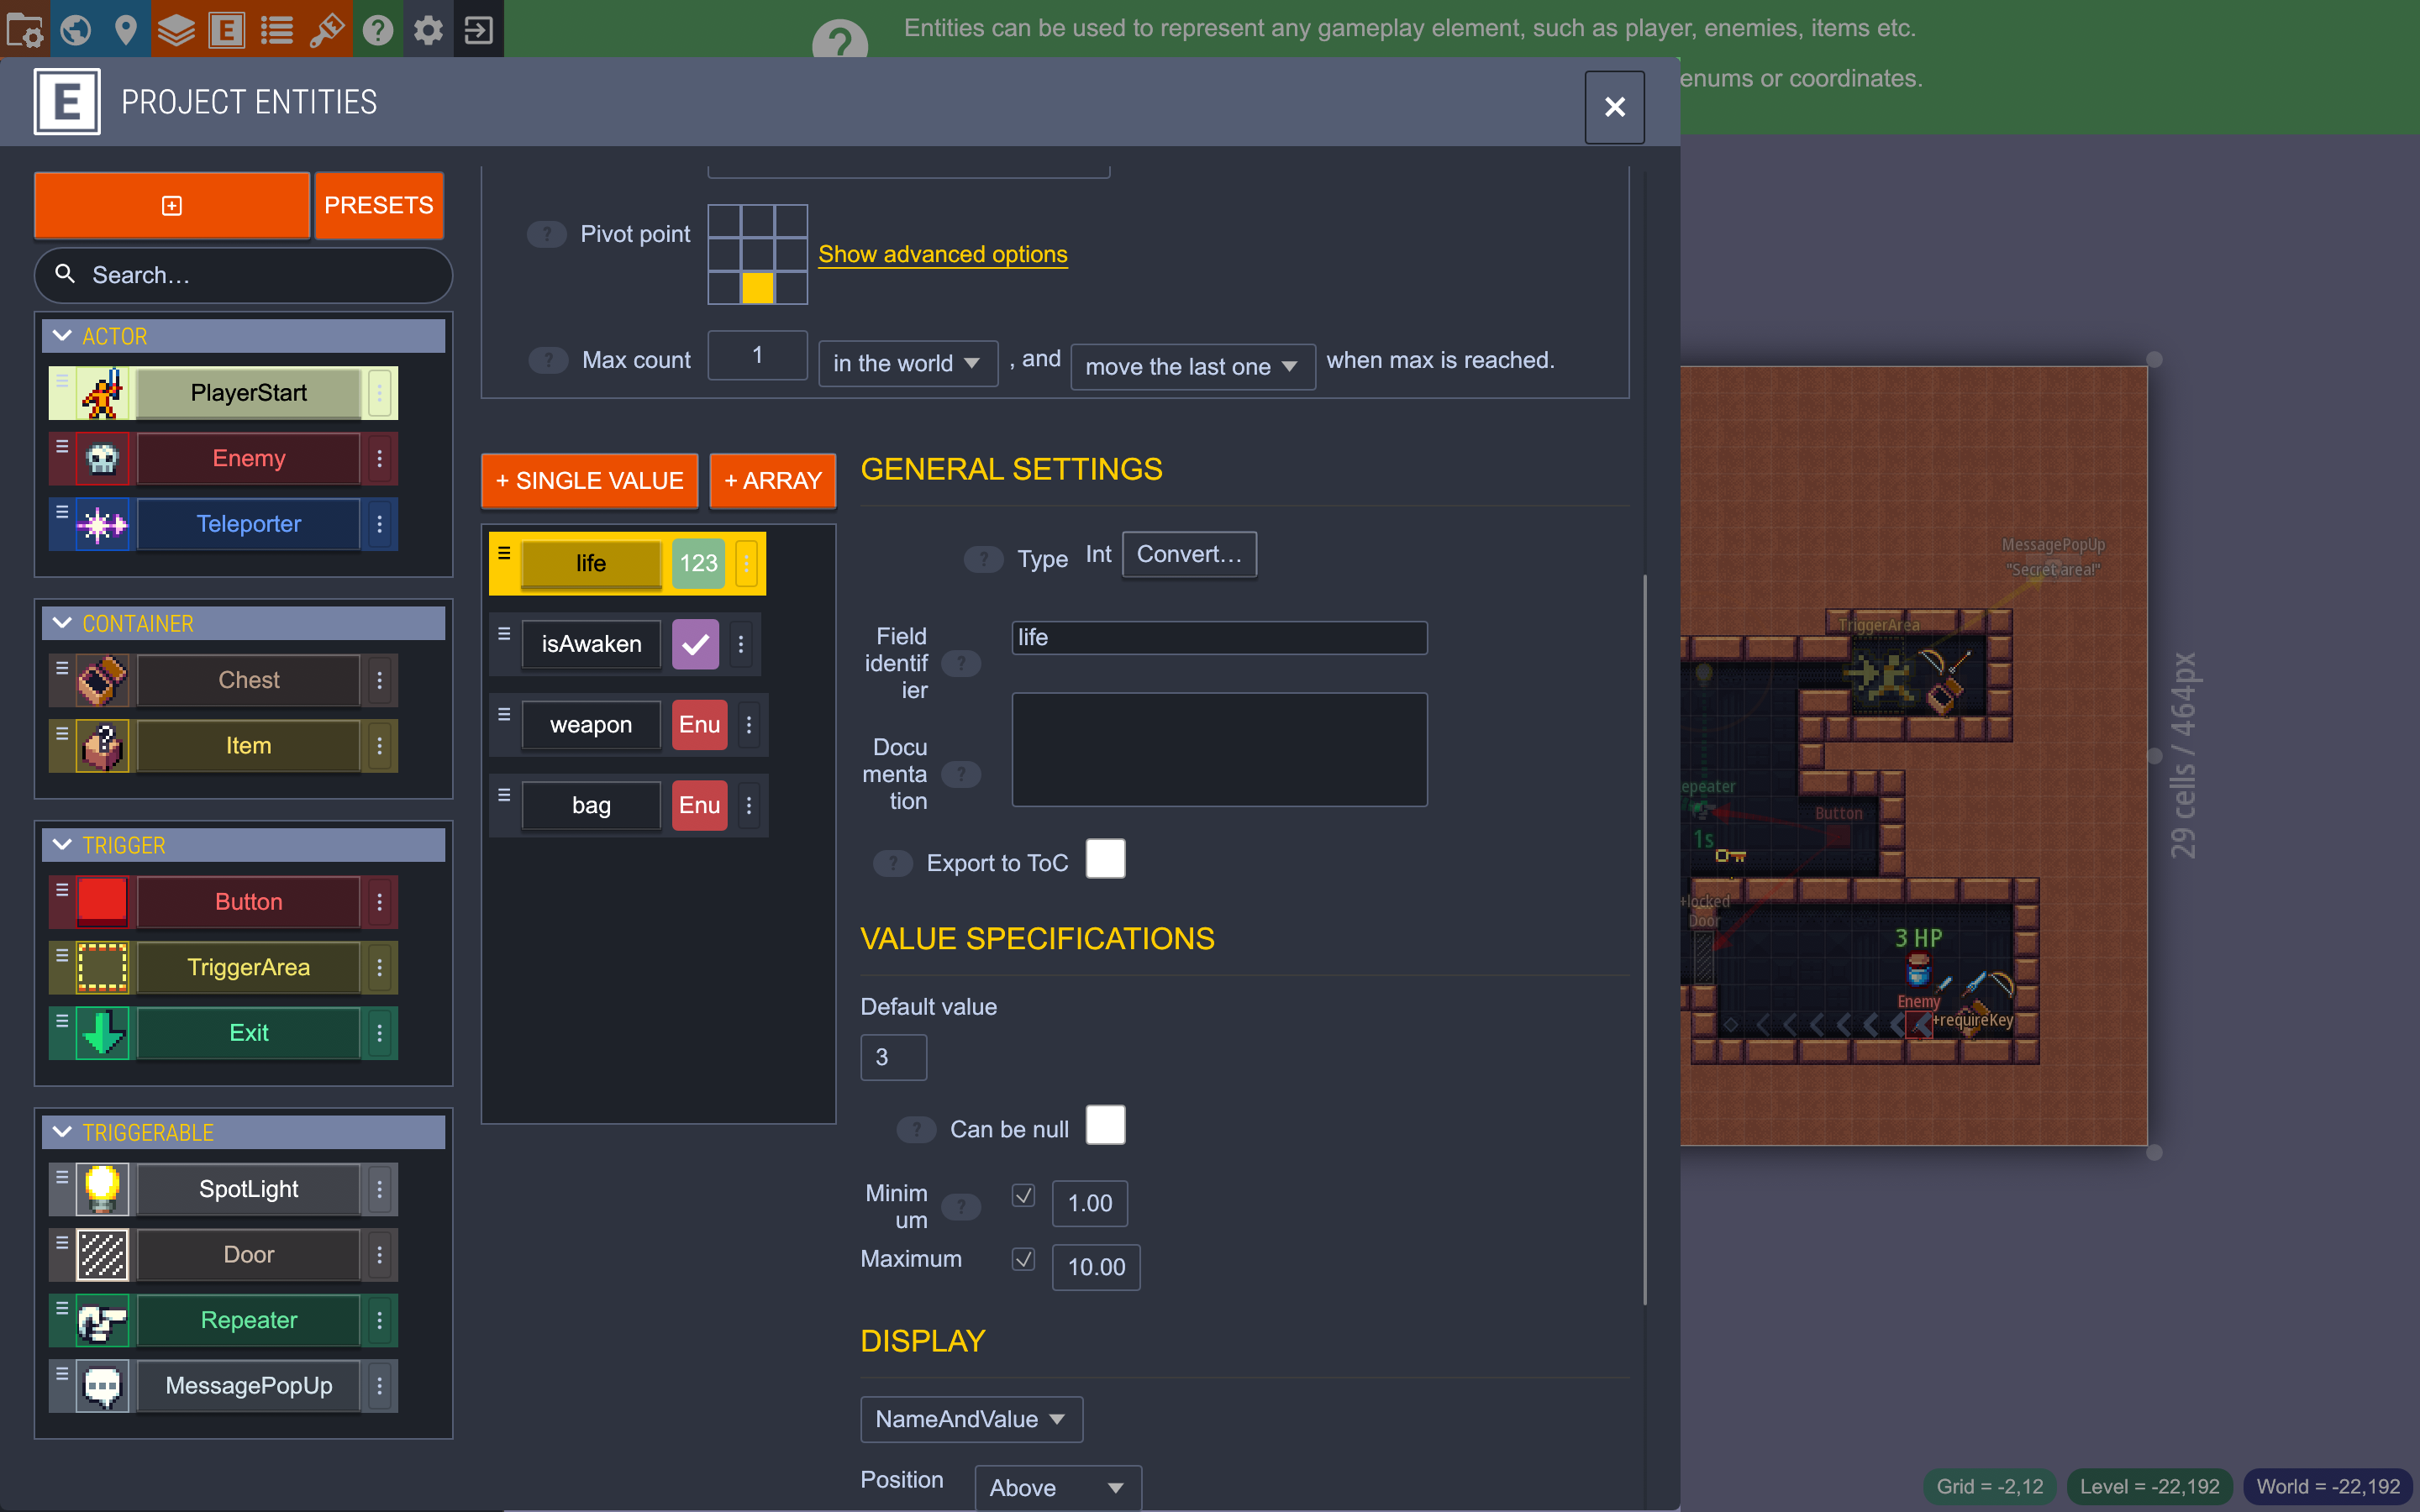 Entities can be used to represent any gameplay element, such as player, enemies, items etc.
enums or coordinates.
E PROJECT ENTITIES
PRESETS
Search...
ACTOR
PlayerStart
Enemy
Teleporter
CONTAINER
Chest
Item
TRIGGER
Button
TriggerArea
Exit
TRIGGERABLE
SpotLight
Door
Repeater
MessagePopUp
? Pivot point
Show advanced options
? Max count 1 in the world , and move the last one when max is reached.
+ SINGLE VALUE
+ ARRAY
life 123
isAwaken
weapon Enu
bag Enu
GENERAL SETTINGS
? Type Int Convert...
Field
identif
ier
? life
Docu
menta
tion
?
? Export to ToC
VALUE SPECIFICATIONS
Default value
3
? Can be null
Minim
um
? 1.00
Maximum 10.00
DISPLAY
NameAndValue
Position Above
MessagePopUp
"Secret area!"
TriggerArea
epeater
1s
Button
+locked
Door
3 HP
Enemy
+requireKey
29 cells / 464px
Grid = -2,12
Level = -22,192
World = -22,192